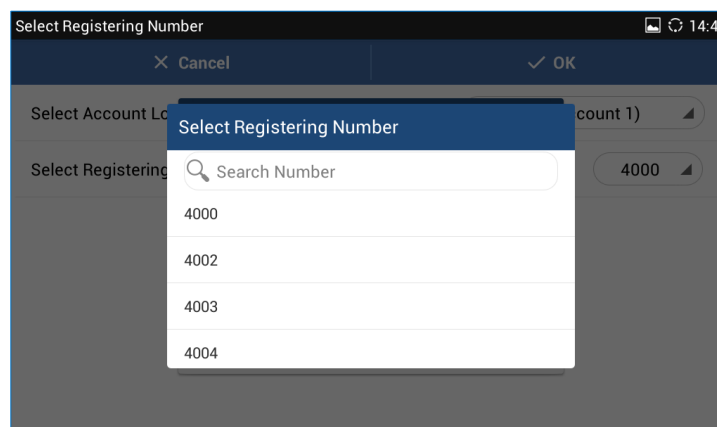 Select Registering Number 14:4
Cancel OK
Select Account Lo count 1)
Select Registering Number
Select Registering 4000
Search Number
4000
4002
4003
4004